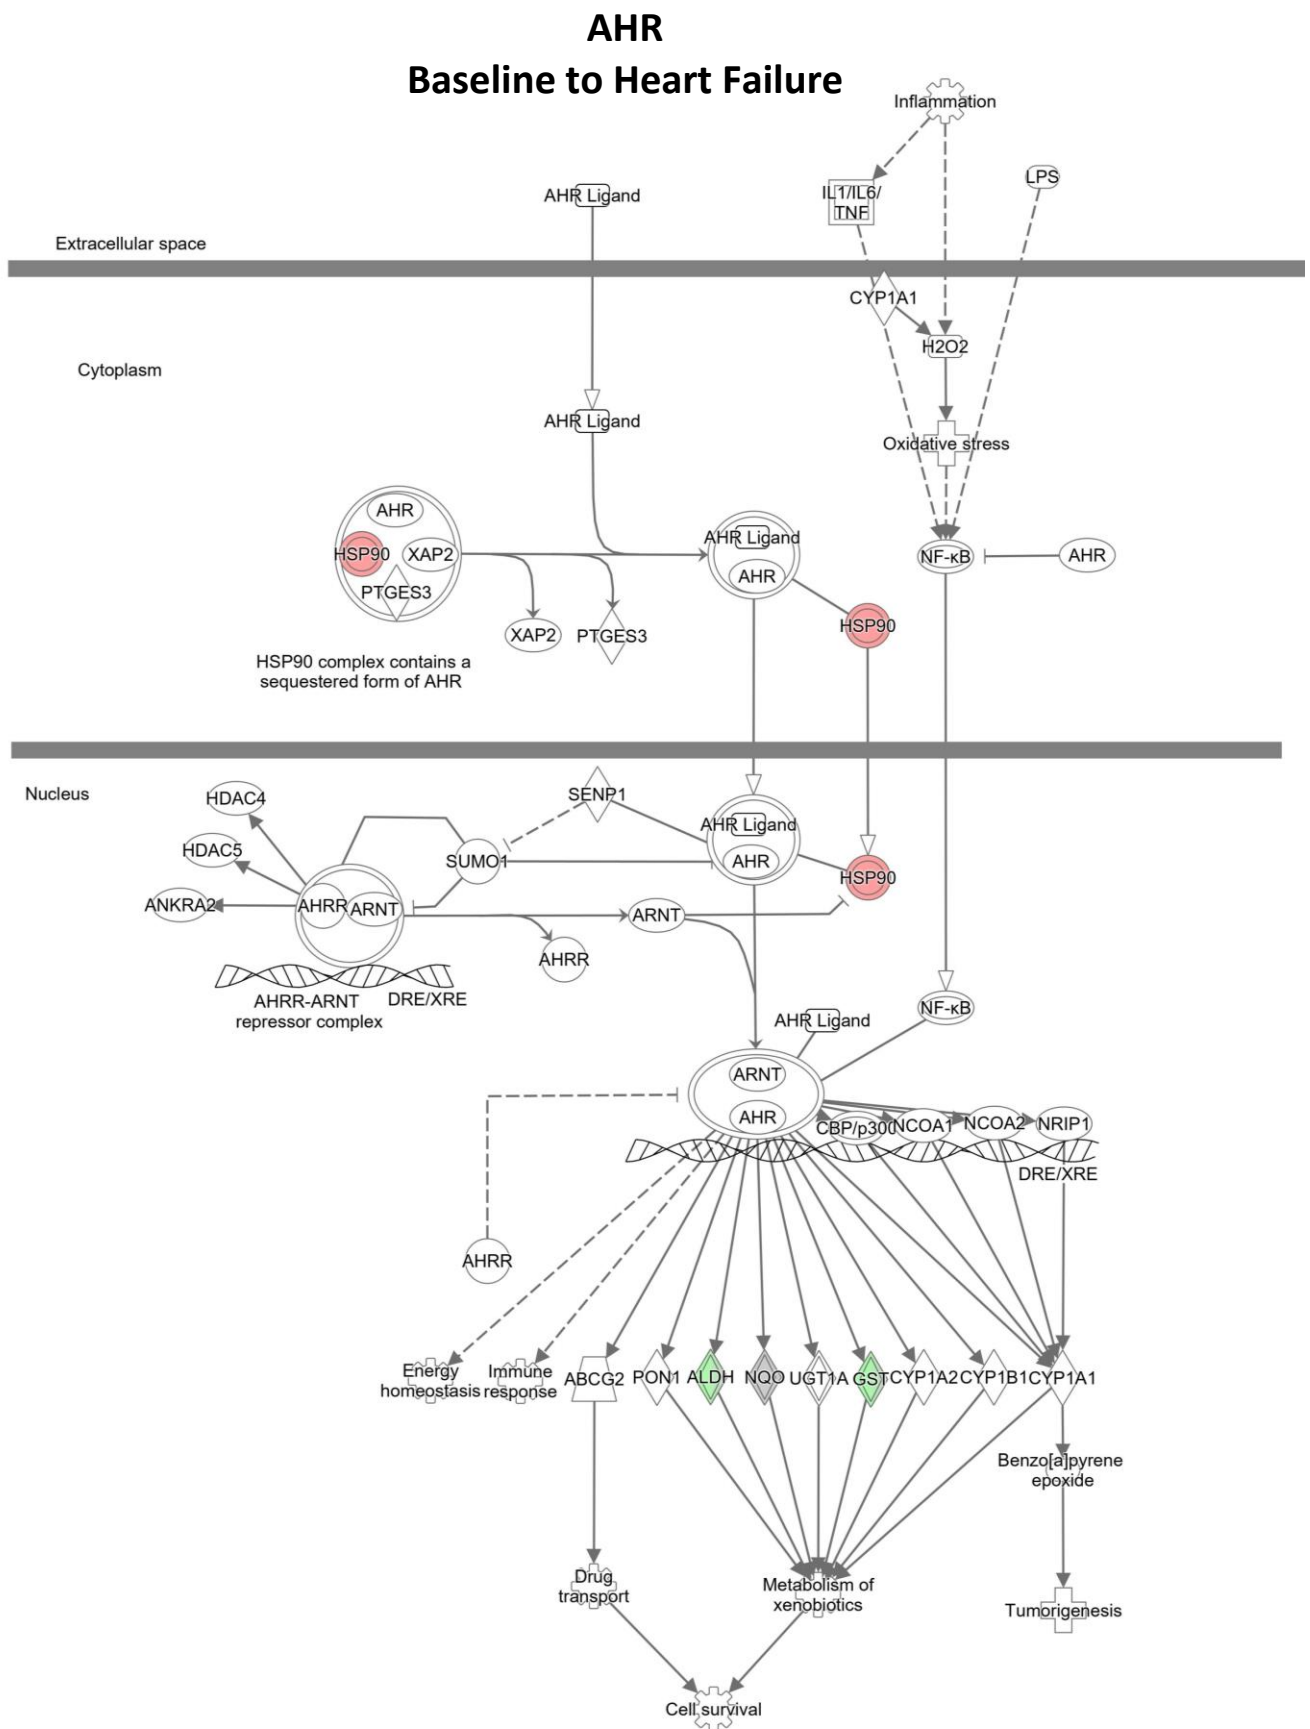 AHR
Baseline to Heart Failure
Inflammation
AHR Ligand
IL1/IL6/
TNF
LPS
Extracellular space
CYP1A1
H2O2
Cytoplasm
AHR Ligand
Oxidative stress
AHR
HSP90
XAP2
PTGES3
AHR Ligand
AHR
NF-κB
AHR
XAP2
PTGES3
HSP90
HSP90 complex contains a
sequestered form of AHR
Nucleus
HDAC4
SENP1
AHR Ligand
HDAC5
SUMO1
AHR
HSP90
ANKRA2
AHRR
ARNT
ARNT
AHRR
AHRR-ARNT
repressor complex
DRE/XRE
AHR Ligand
NF-κB
ARNT
AHR
CBP/p300
NCOA1
NCOA2
NRIP1
DRE/XRE
AHRR
Energy
homeostasis
Immune
response
ABCG2
PON1
ALDH
NQO
UGT1A
GST
CYP1A2
CYP1B1
CYP1A1
Benzo[a]pyrene
epoxide
Drug
transport
Metabolism of
xenobiotics
Tumorigenesis
Cell survival